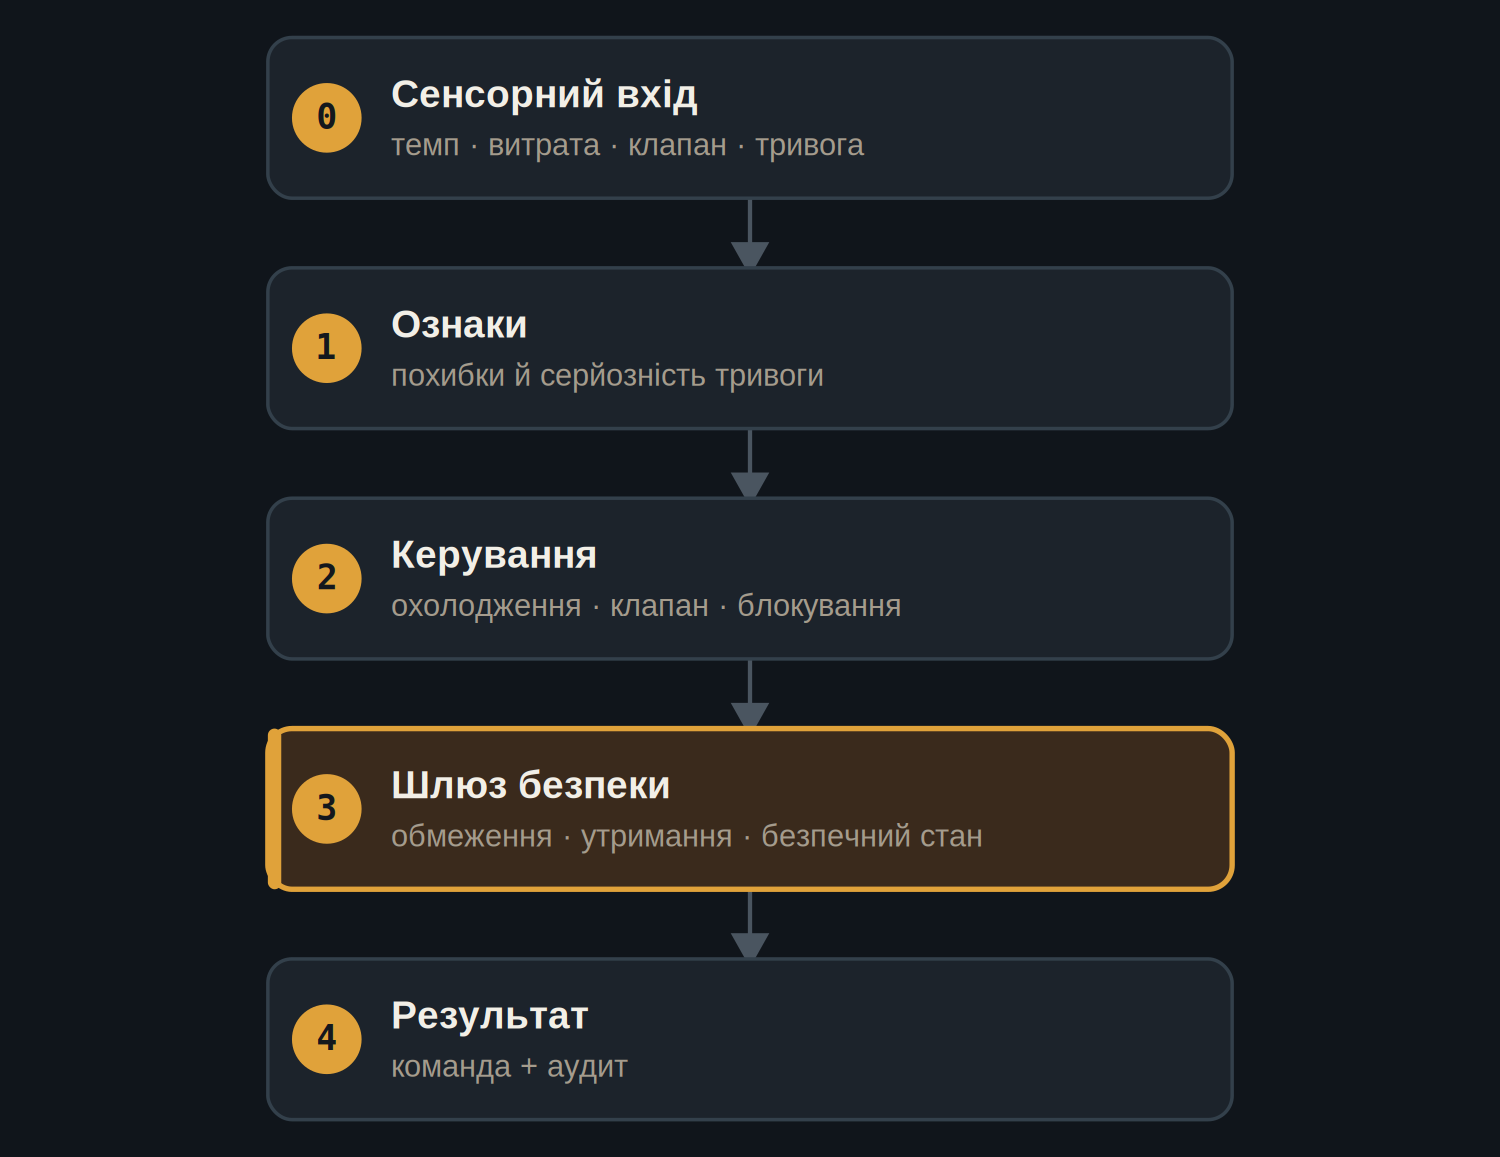 0
Сенсорний вхід
темп · витрата · клапан · тривога
1
Ознаки
похибки й серйозність тривоги
2
Керування
охолодження · клапан · блокування
3
Шлюз безпеки
обмеження · утримання · безпечний стан
4
Результат
команда + аудит